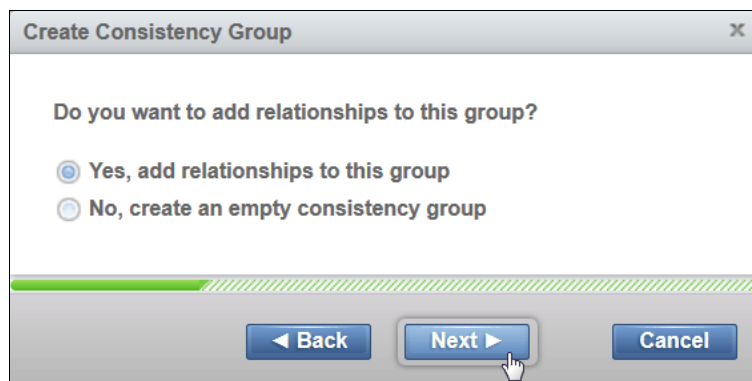 Create Consistency Group
x
Do you want to add relationships to this group?
Yes, add relationships to this group
No, create an empty consistency group
◄ Back Next ► Cancel